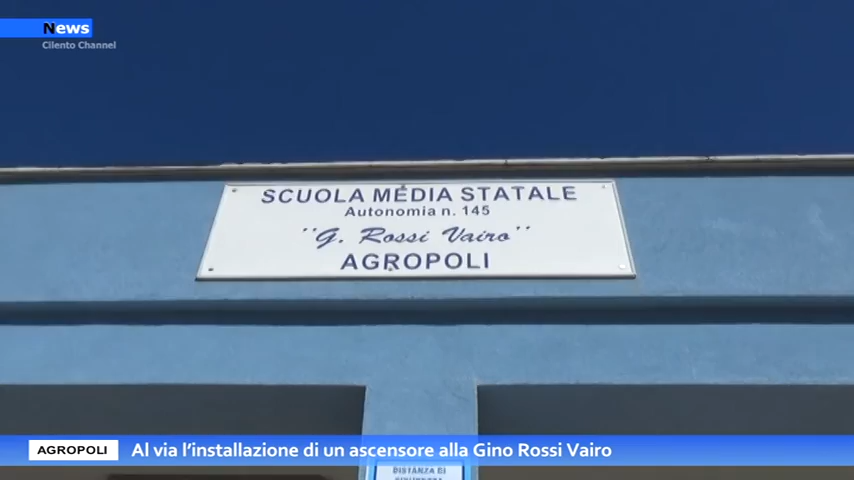 News
Cilento Channel
SCUOLA MEDIA STATALE
Autonomia n. 145
"G. Rossi Vairo"
AGROPOLI
AGROPOLI Al via l'installazione di un ascensore alla Gino Rossi Vairo
DISTANZA DI
SICUREZZA